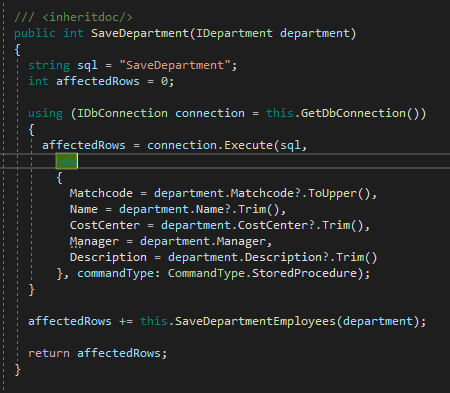 /// <inheritdoc/>
public int SaveDepartment(IDepartment department)
{
string sql = "SaveDepartment";
int affectedRows = 0;
using (IDbConnection connection = this.GetDbConnection())
{
affectedRows = connection.Execute(sql,
new
{
Matchcode = department.Matchcode?.ToUpper(),
Name = department.Name?.Trim(),
CostCenter = department.CostCenter?.Trim(),
Manager = department.Manager,
Description = department.Description?.Trim()
}, commandType: CommandType.StoredProcedure);
}
affectedRows += this.SaveDepartmentEmployees(department);
return affectedRows;
}